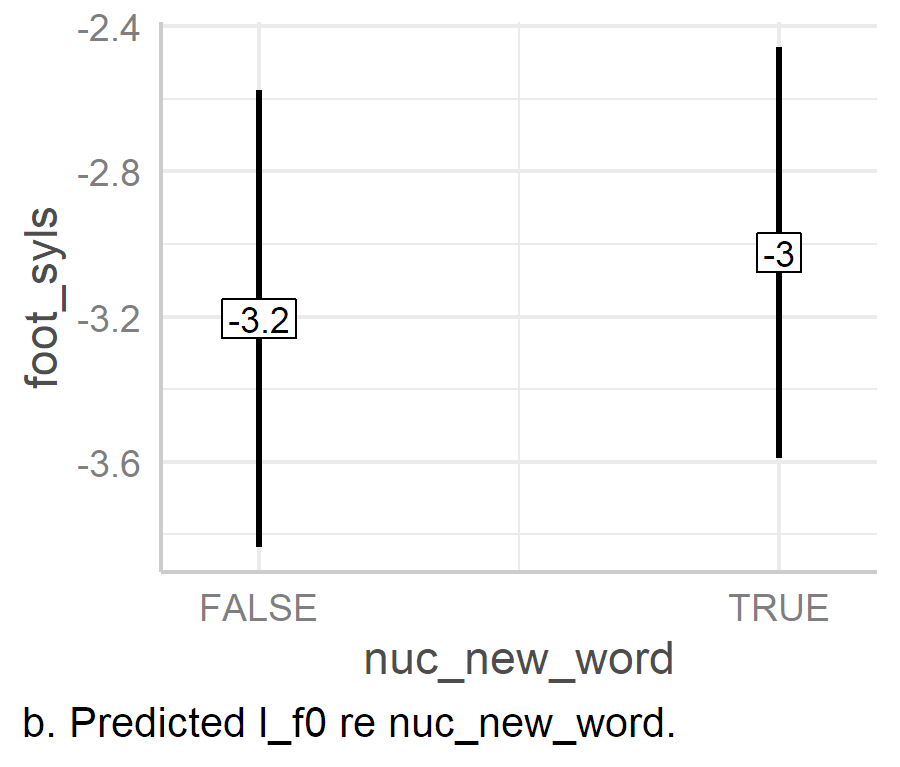 -2.4
-2.8
-3.2
-3.6
foot_syls
-3.2
-3
FALSE
TRUE
nuc_new_word
b. Predicted l_f0 re nuc_new_word.